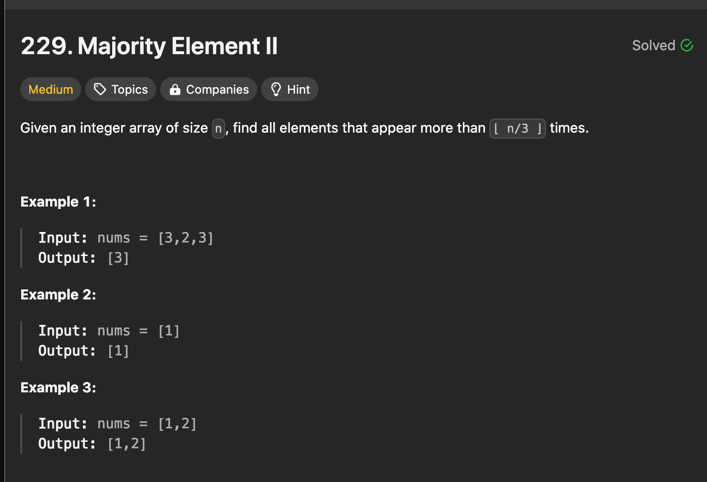 229. Majority Element II
Solved
Medium Topics Companies Hint
Given an integer array of size n, find all elements that appear more than ⌊ n/3 ⌋ times.
Example 1:
Input: nums = [3,2,3]
Output: [3]
Example 2:
Input: nums = [1]
Output: [1]
Example 3:
Input: nums = [1,2]
Output: [1,2]